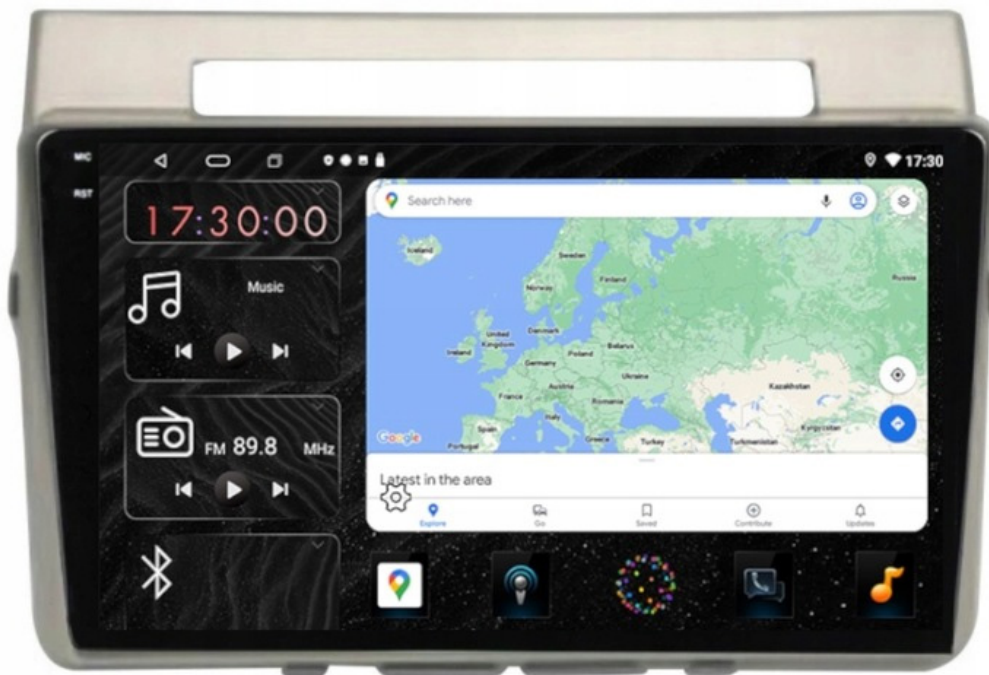 MIC
RST
17:30
17:30:00
Music
FM 89.8 MHz
Search here
Iceland
Sweden
Finland
Norway
Russia
United Kingdom
Denmark
Ireland
Belarus
Poland
Germany
Ukraine
Austria
Kazakhstan
France
Romania
Italy
Spain
Portugal
Greece
Turkey
Turkmenistan
Kyrgyzstan
Google
Latest in the area
Explore
Go
Saved
Contribute
Updates